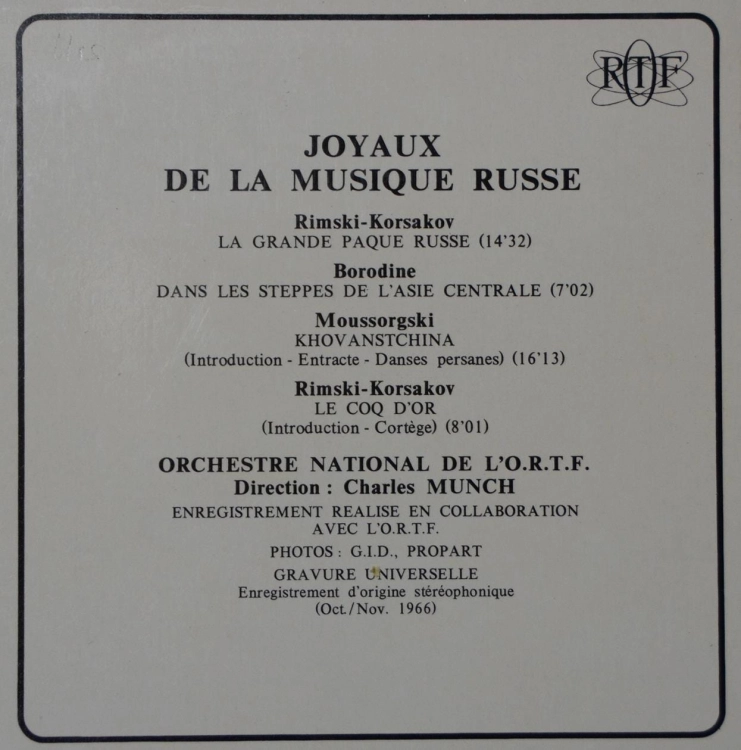 RTF
JOYAUX
DE LA MUSIQUE RUSSE
Rimski-Korsakov
LA GRANDE PAQUE RUSSE (14'32)
Borodine
DANS LES STEPPES DE L'ASIE CENTRALE (7'02)
Moussorgski
KHOVANSTCHINA
(Introduction - Entracte - Danses persanes) (16'13)
Rimski-Korsakov
LE COQ D'OR
(Introduction - Cortège) (8'01)
ORCHESTRE NATIONAL DE L'O.R.T.F.
Direction : Charles MUNCH
ENREGISTREMENT REALISE EN COLLABORATION
AVEC L'O.R.T.F.
PHOTOS : G.I.D., PROPART
GRAVURE UNIVERSELLE
Enregistrement d'origine stéréophonique
(Oct./Nov. 1966)